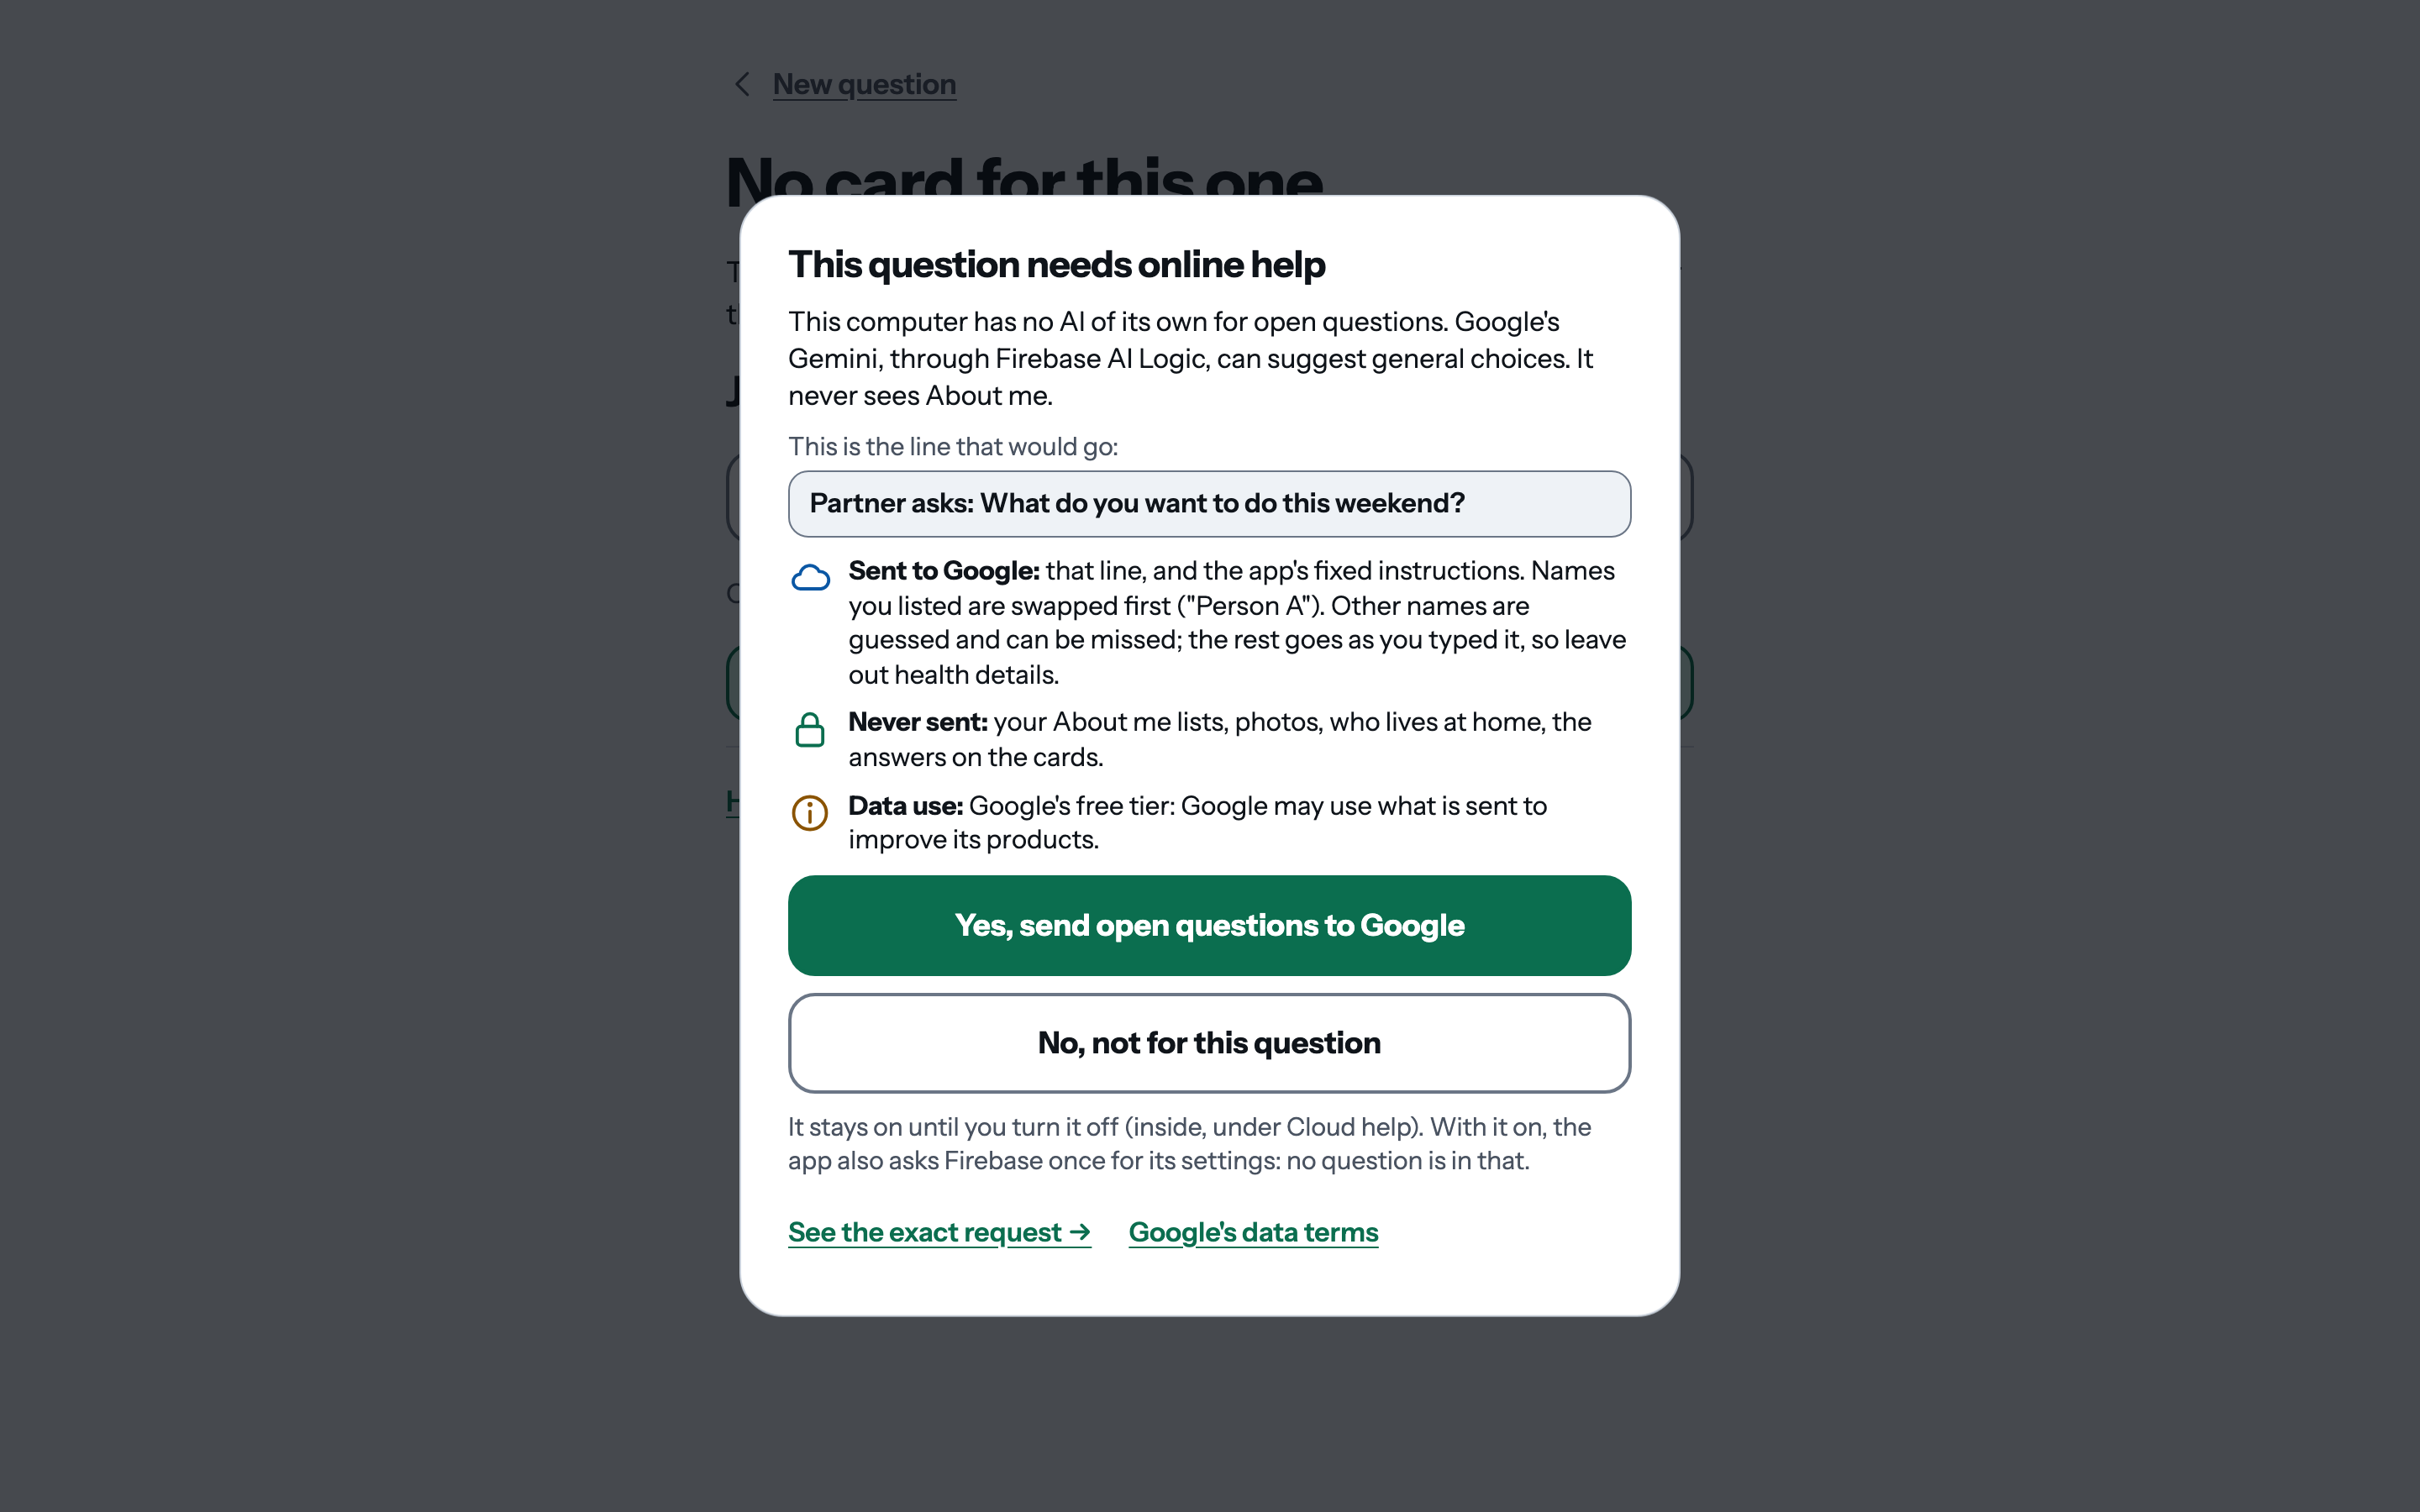 New question
No card for this one
This question needs online help
This computer has no AI of its own for open questions. Google's
Gemini, through Firebase AI Logic, can suggest general choices. It
never sees About me.
This is the line that would go:
Partner asks: What do you want to do this weekend?
Sent to Google: that line, and the app's fixed instructions. Names
you listed are swapped first ("Person A"). Other names are
guessed and can be missed; the rest goes as you typed it, so leave
out health details.
Never sent: your About me lists, photos, who lives at home, the
answers on the cards.
Data use: Google's free tier: Google may use what is sent to
improve its products.
Yes, send open questions to Google
No, not for this question
It stays on until you turn it off (inside, under Cloud help). With it on, the
app also asks Firebase once for its settings: no question is in that.
See the exact request →
Google's data terms